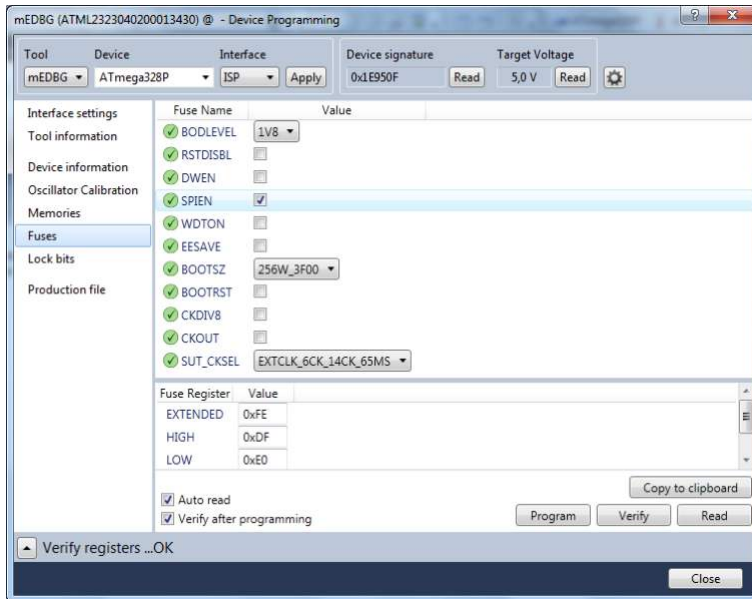 mEDBG (ATML2323040200013430) @  - Device Programming
Tool Device Interface Device signature Target Voltage
mEDBG ATmega328P ISP Apply 0x1E950F Read 5,0 V Read
Interface settings
Tool information
Device information
Oscillator Calibration
Memories
Fuses
Lock bits
Production file
Fuse Name Value
BODLEVEL 1V8
RSTDISBL
DWEN
SPIEN
WDTON
EESAVE
BOOTSZ 256W_3F00
BOOTRST
CKDIV8
CKOUT
SUT_CKSEL EXTCLK_6CK_14CK_65MS
Fuse Register Value
EXTENDED 0xFE
HIGH 0xDF
LOW 0xE0
Copy to clipboard
Auto read
Verify after programming
Program Verify Read
Verify registers ...OK
Close